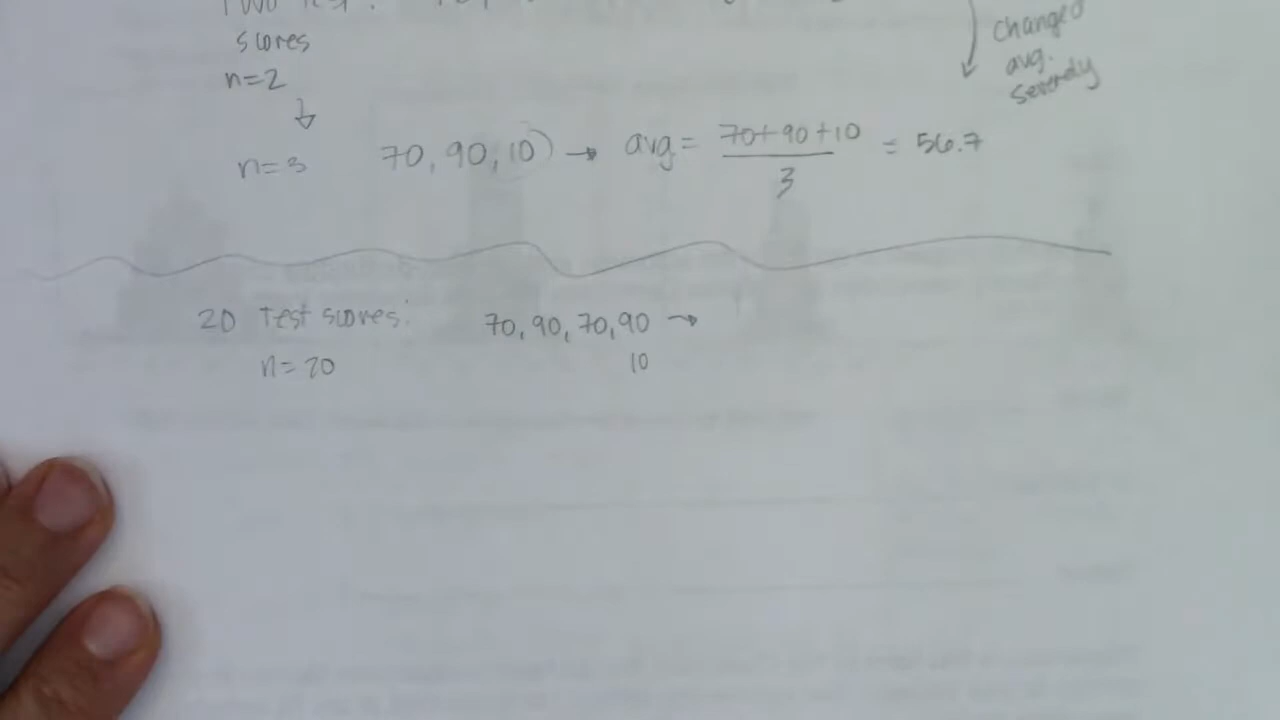 scores
n=2
changed
avg.
severely
n=3 70, 90, 10) → avg = 70+90+10 / 3 = 56.7
20 Test scores: 70, 90, 70, 90 →
n=20 10